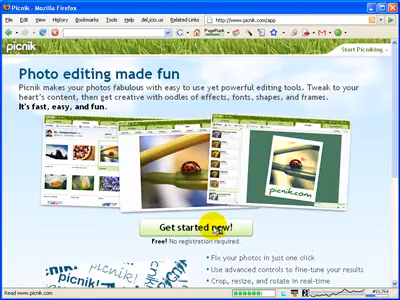 Picnik - Mozilla Firefox
File Edit View History Bookmarks Tools Help del.icio.us Related Links http://www.picnik.com/app
PageRank
picnik
Start Picniking
Photo editing made fun
Picnik makes your photos fabulous with easy to use yet powerful editing tools. Tweak to
your heart's content, then get creative with oodles of effects, fonts, shapes, and frames.
It's fast, easy, and fun.
picnik.com
Get started now!
Free! No registration required.
• Fix your photos in just one click
• Use advanced controls to fine-tune your results
• Crop, resize, and rotate in real-time
picnik
Read www.picnik.com